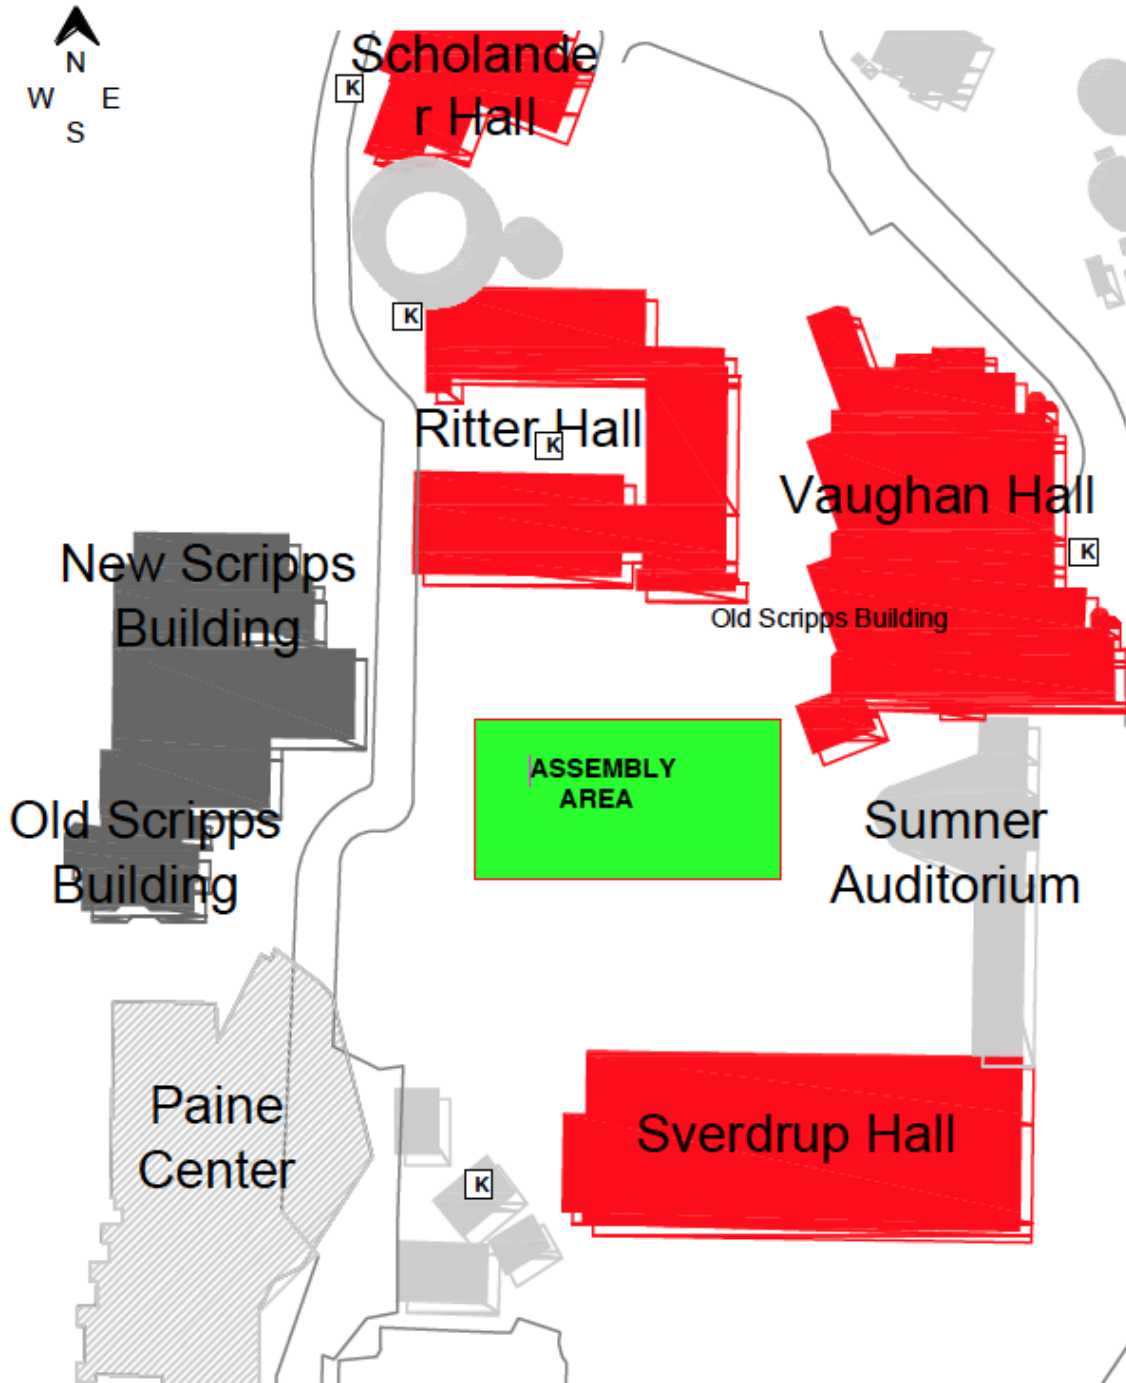 N
W E
S
Scholande
r Hall
K
K
Ritter Hall
K
Vaughan Hall
K
New Scripps
Building
Old Scripps Building
ASSEMBLY
AREA
Old Scripps
Building
Sumner
Auditorium
Paine
Center
Sverdrup Hall
K